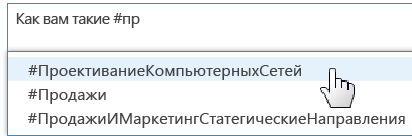 Как вам такие #пр
#ПроективаниеКомпьютерныхСетей
#Продажи
#ПродажиИМаркетингСтатегическиеНаправления